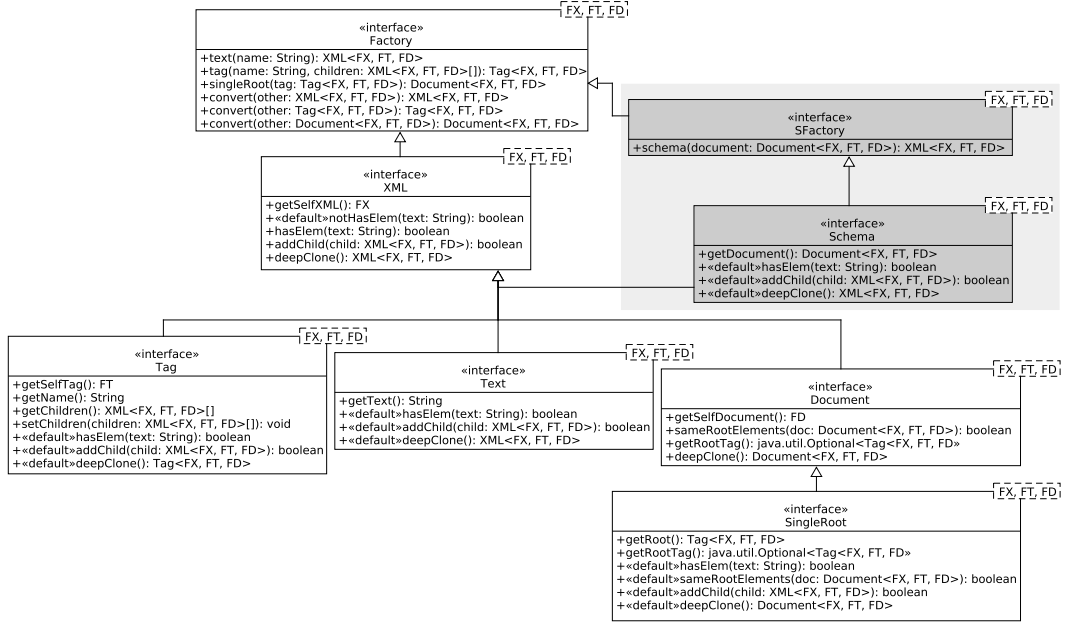 FX, FT, FD
«interface»
Factory
+text(name: String): XML<FX, FT, FD>
+tag(name: String, children: XML<FX, FT, FD>[]): Tag<FX, FT, FD>
+singleRoot(tag: Tag<FX, FT, FD>): Document<FX, FT, FD>
+convert(other: XML<FX, FT, FD>): XML<FX, FT, FD>
+convert(other: Tag<FX, FT, FD>): Tag<FX, FT, FD>
+convert(other: Document<FX, FT, FD>): Document<FX, FT, FD>
FX, FT, FD
«interface»
SFactory
+schema(document: Document<FX, FT, FD>): XML<FX, FT, FD>
FX, FT, FD
«interface»
XML
+getSelfXML(): FX
+«default»notHasElem(text: String): boolean
+hasElem(text: String): boolean
+addChild(child: XML<FX, FT, FD>): boolean
+deepClone(): XML<FX, FT, FD>
FX, FT, FD
«interface»
Schema
+getDocument(): Document<FX, FT, FD>
+«default»hasElem(text: String): boolean
+«default»addChild(child: XML<FX, FT, FD>): boolean
+«default»deepClone(): XML<FX, FT, FD>
FX, FT, FD
«interface»
Tag
+getSelfTag(): FT
+getName(): String
+getChildren(): XML<FX, FT, FD>[]
+setChildren(children: XML<FX, FT, FD>[]): void
+«default»hasElem(text: String): boolean
+«default»addChild(child: XML<FX, FT, FD>): boolean
+«default»deepClone(): Tag<FX, FT, FD>
FX, FT, FD
«interface»
Text
+getText(): String
+«default»hasElem(text: String): boolean
+«default»addChild(child: XML<FX, FT, FD>): boolean
+«default»deepClone(): XML<FX, FT, FD>
FX, FT, FD
«interface»
Document
+getSelfDocument(): FD
+sameRootElements(doc: Document<FX, FT, FD>): boolean
+getRootTag(): java.util.Optional<Tag<FX, FT, FD»
+deepClone(): Document<FX, FT, FD>
FX, FT, FD
«interface»
SingleRoot
+getRoot(): Tag<FX, FT, FD>
+getRootTag(): java.util.Optional<Tag<FX, FT, FD»
+«default»hasElem(text: String): boolean
+«default»sameRootElements(doc: Document<FX, FT, FD>): boolean
+«default»addChild(child: XML<FX, FT, FD>): boolean
+«default»deepClone(): Document<FX, FT, FD>